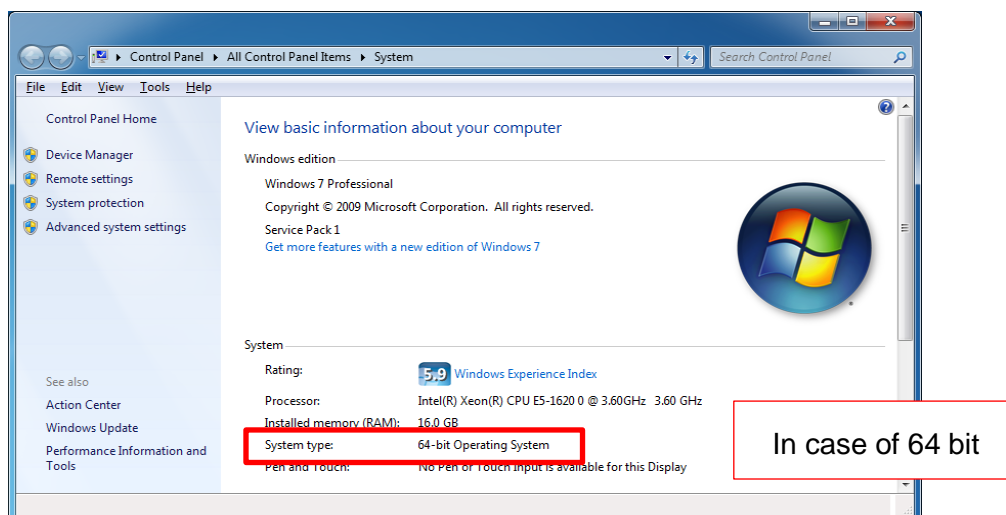 Control Panel ▸ All Control Panel Items ▸ System
Search Control Panel
File Edit View Tools Help
Control Panel Home
Device Manager
Remote settings
System protection
Advanced system settings
See also
Action Center
Windows Update
Performance Information and
Tools
View basic information about your computer
Windows edition
Windows 7 Professional
Copyright © 2009 Microsoft Corporation. All rights reserved.
Service Pack 1
Get more features with a new edition of Windows 7
System
Rating:
5.9 Windows Experience Index
Processor: Intel(R) Xeon(R) CPU E5-1620 0 @ 3.60GHz 3.60 GHz
Installed memory (RAM): 16.0 GB
System type: 64-bit Operating System
Pen and Touch: No Pen or Touch Input is available for this Display
In case of 64 bit